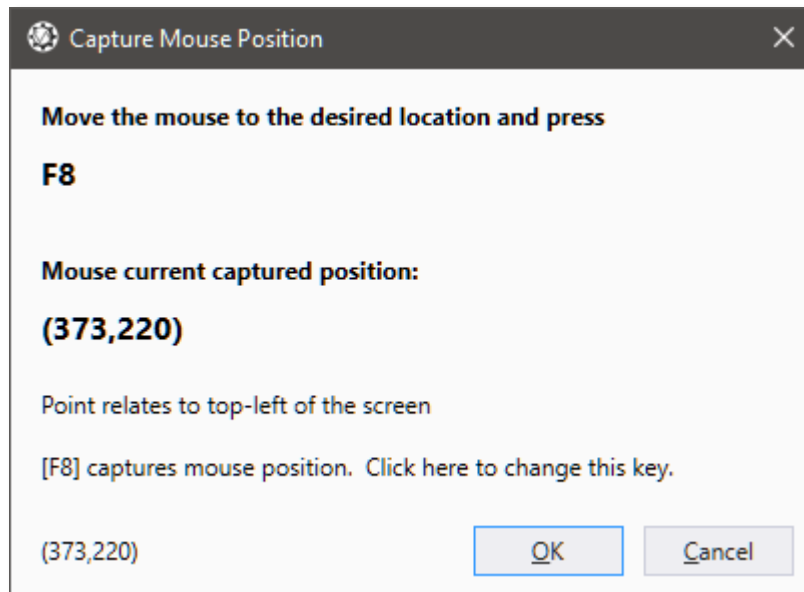 Capture Mouse Position
Move the mouse to the desired location and press
F8
Mouse current captured position:
(373,220)
Point relates to top-left of the screen
[F8] captures mouse position.  Click here to change this key.
(373,220)
OK
Cancel